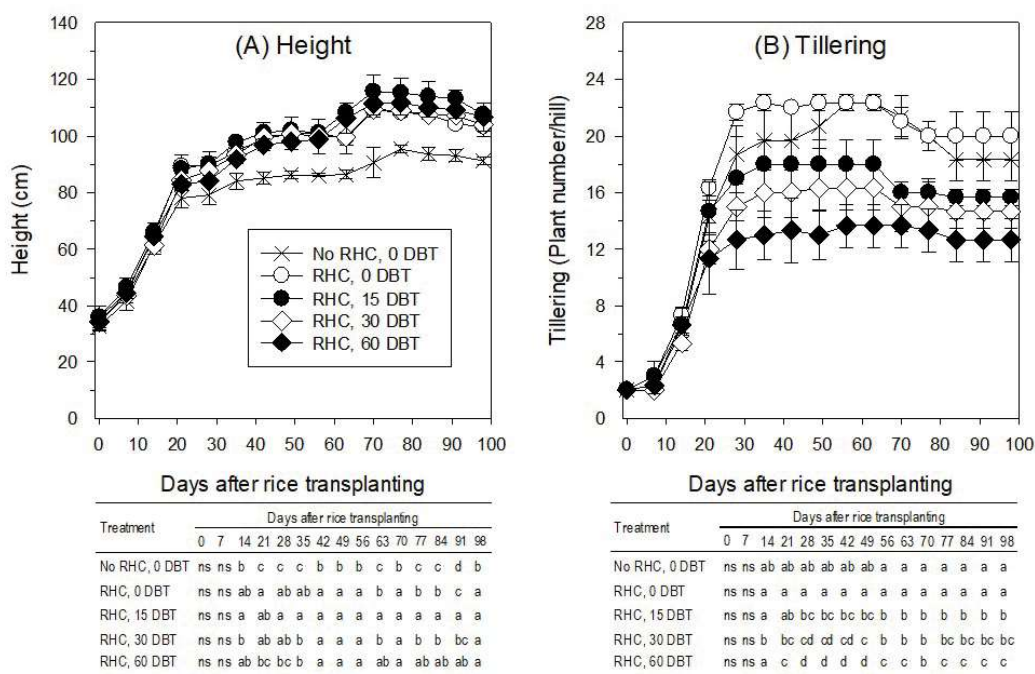 (A) Height
Height (cm)
140
120
100
80
60
40
20
0
No RHC, 0 DBT
RHC, 0 DBT
RHC, 15 DBT
RHC, 30 DBT
RHC, 60 DBT
0 10 20 30 40 50 60 70 80 90 100
Days after rice transplanting
(B) Tillering
Tillering (Plant number/hill)
28
24
20
16
12
8
4
0
0 10 20 30 40 50 60 70 80 90 100
Days after rice transplanting
Treatment
Days after rice transplanting
0 7 14 21 28 35 42 49 56 63 70 77 84 91 98
No RHC, 0 DBT ns ns b c c c b b b c b c c d b
RHC, 0 DBT ns ns ab a ab ab a a a b a b b c a
RHC, 15 DBT ns ns a ab a a a a a a a a a a a
RHC, 30 DBT ns ns b ab ab b a a a b a b b bc a
RHC, 60 DBT ns ns ab bc bc b a a a ab a ab ab ab a
Treatment
Days after rice transplanting
0 7 14 21 28 35 42 49 56 63 70 77 84 91 98
No RHC, 0 DBT ns ns ab ab ab ab ab ab a a a a a a a
RHC, 0 DBT ns ns a a a a a a a a a a a a a
RHC, 15 DBT ns ns a ab bc bc bc bc b b b b b b b
RHC, 30 DBT ns ns b bc cd cd cd c b b b bc bc bc bc
RHC, 60 DBT ns ns a c d d d d c c b c c c c